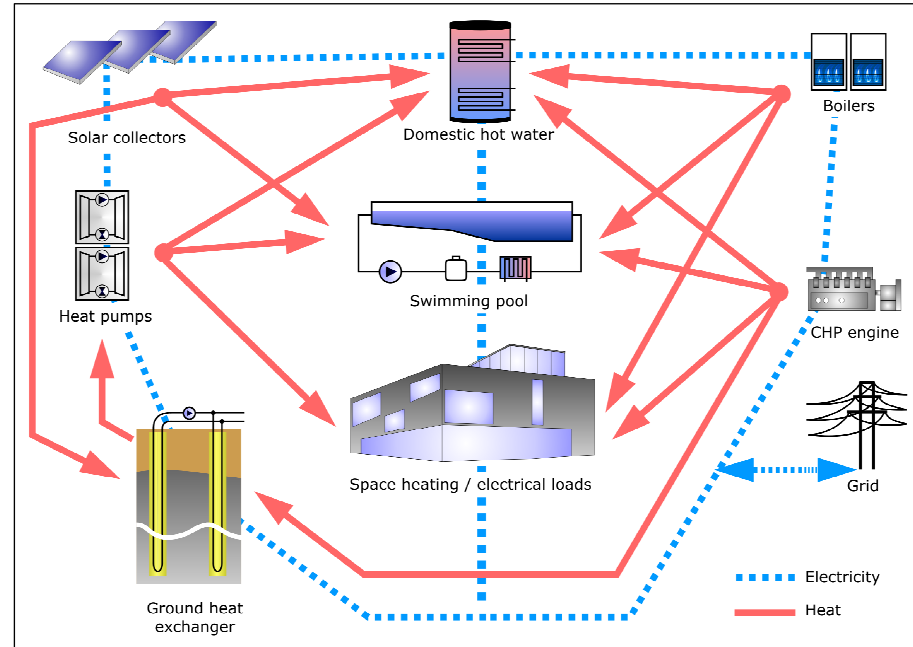 Solar collectors
Domestic hot water
Boilers
Heat pumps
Swimming pool
CHP engine
Space heating / electrical loads
Grid
Ground heat
exchanger
Electricity
Heat